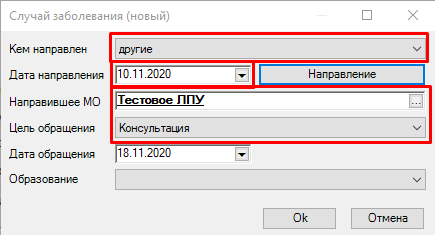 Случай заболевания (новый)
Кем направлен другие
Дата направления 10.11.2020 Направление
Направившее МО Тестовое ЛПУ ...
Цель обращения Консультация
Дата обращения 18.11.2020
Образование
Ok Отмена